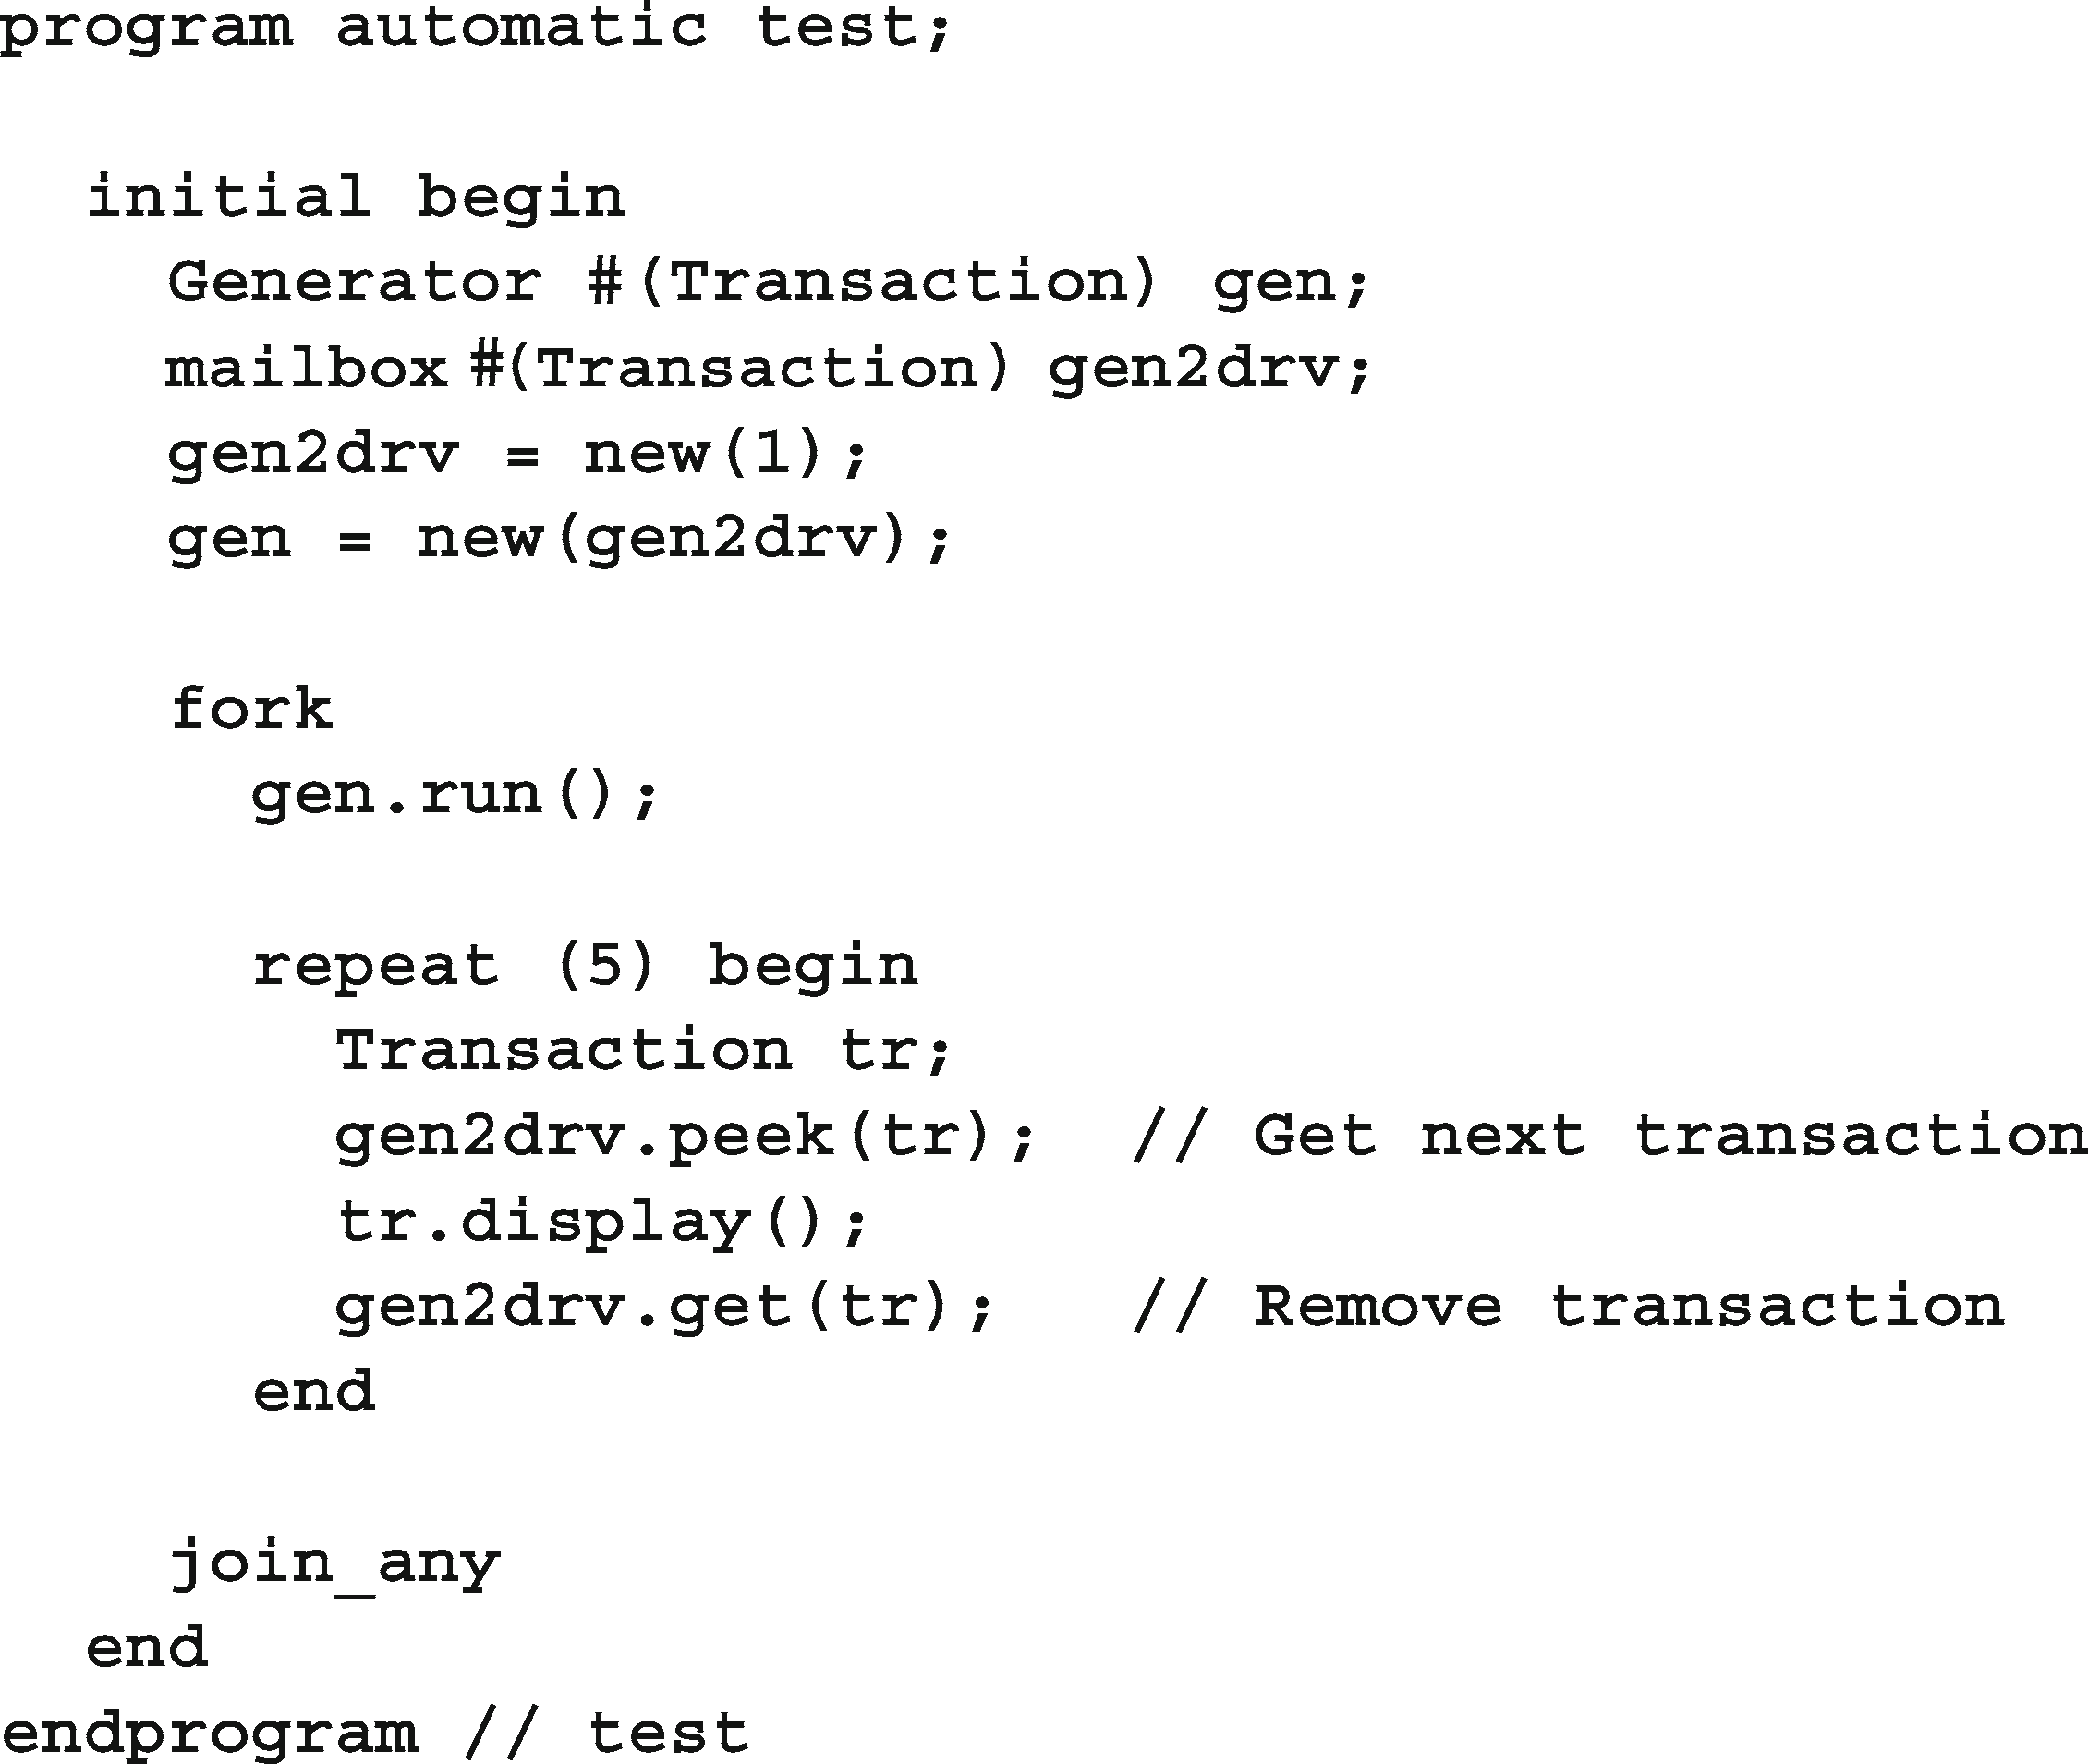 program automatic test;
  initial begin
    Generator #(Transaction) gen;
    mailbox #(Transaction) gen2drv;
    gen2drv = new(1);
    gen = new(gen2drv);
    fork
      gen.run();
      repeat (5) begin
        Transaction tr;
        gen2drv.peek(tr);  // Get next transaction
        tr.display();
        gen2drv.get(tr);   // Remove transaction
      end
    join_any
  end
endprogram // test